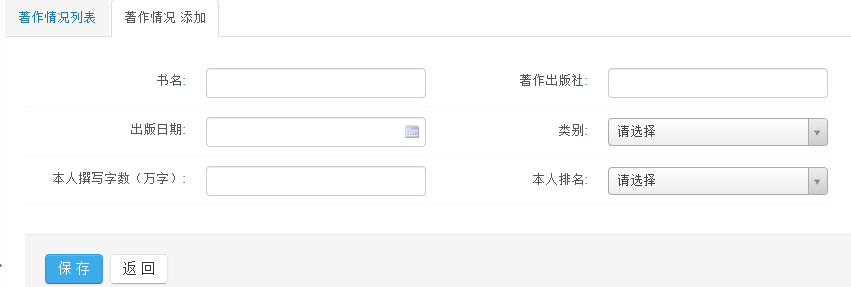 著作情况列表 著作情况 添加
书名: 著作出版社:
出版日期: 类别: 请选择
本人撰写字数（万字）: 本人排名: 请选择
保 存 返 回